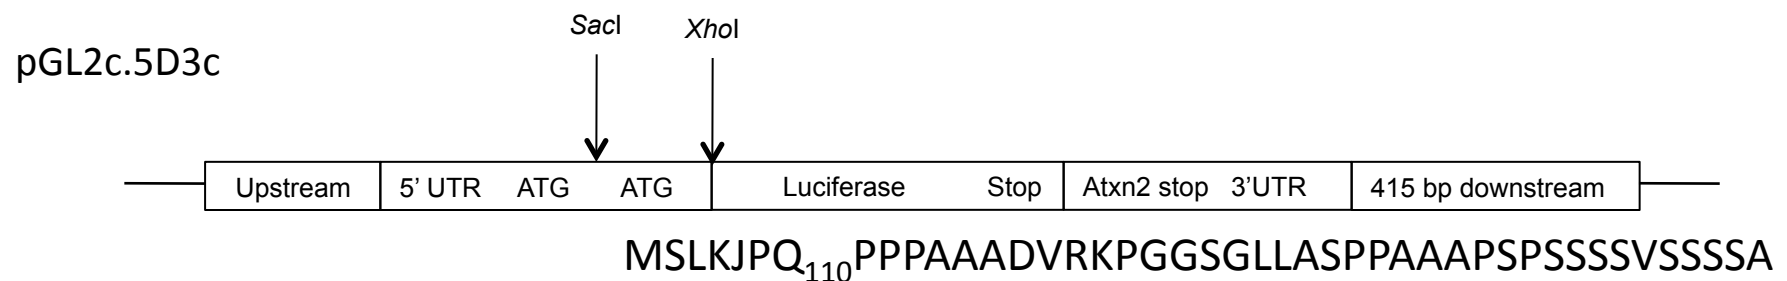 SacI XhoI
pGL2c.5D3c
Upstream 5’ UTR ATG ATG Luciferase Stop Atxn2 stop 3’UTR 415 bp downstream
MSLKJPQ110PPPAAADVRKPGGSGLLASPPAAAPSPSSSSVSSSSA